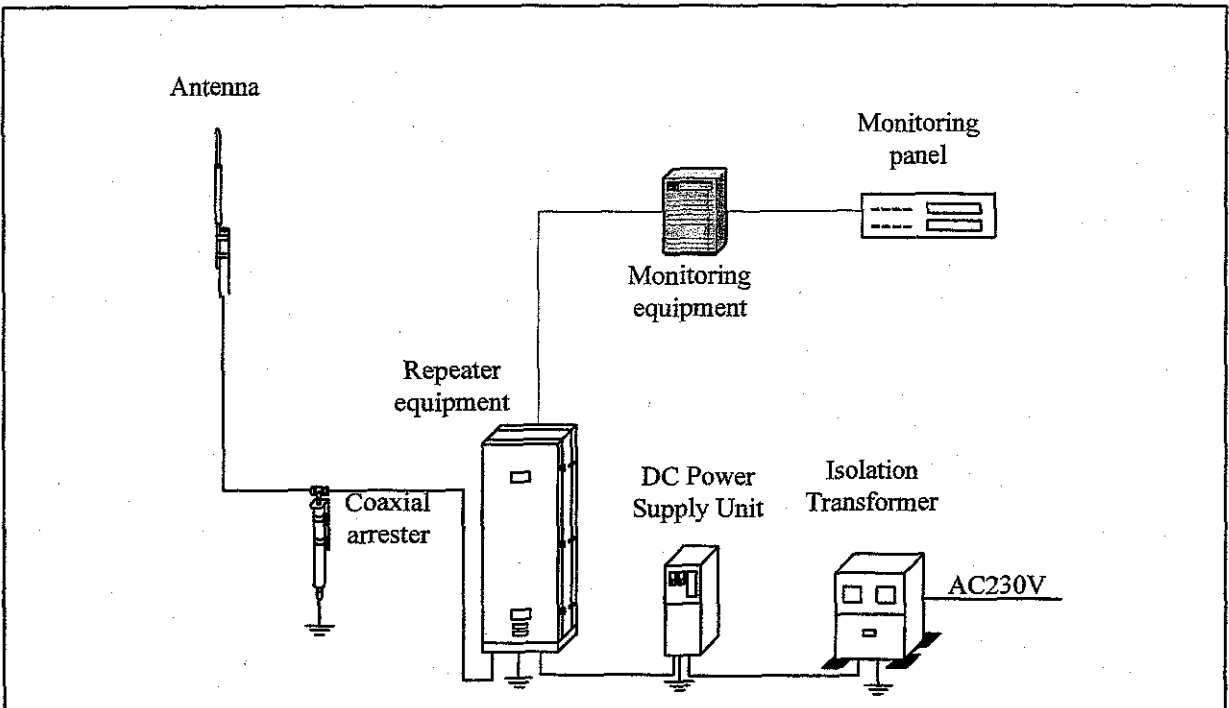 Antenna
Monitoring
panel
Monitoring
equipment
Repeater
equipment
DC Power
Supply Unit
Isolation
Transformer
Coaxial
arrester
AC230V